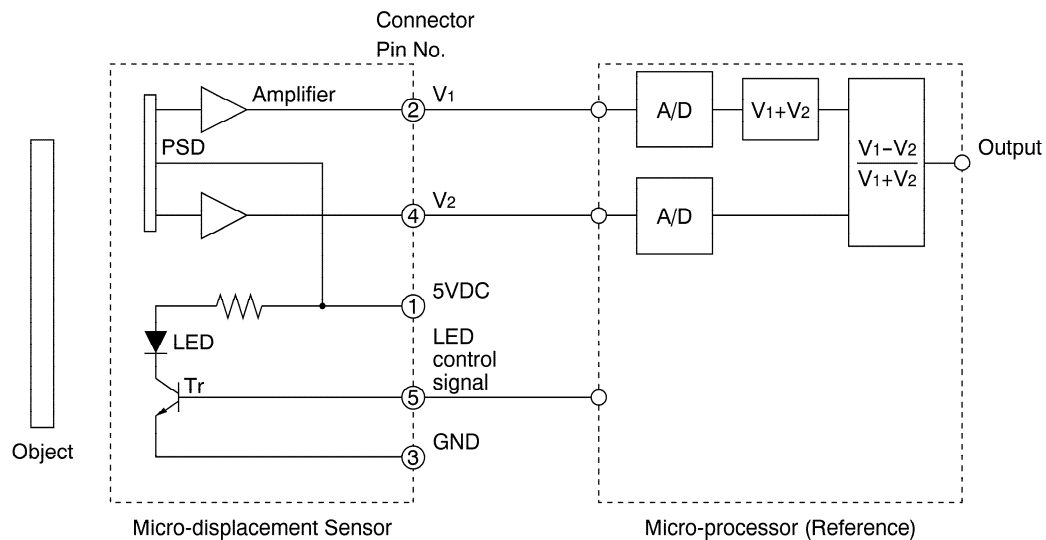 Connector
Pin No.
Amplifier
② V1
A/D
V1+V2
PSD
V1–V2
V1+V2
Output
④ V2
A/D
① 5VDC
LED
LED
control
signal
Tr
⑤
③ GND
Object
Micro-displacement Sensor
Micro-processor (Reference)